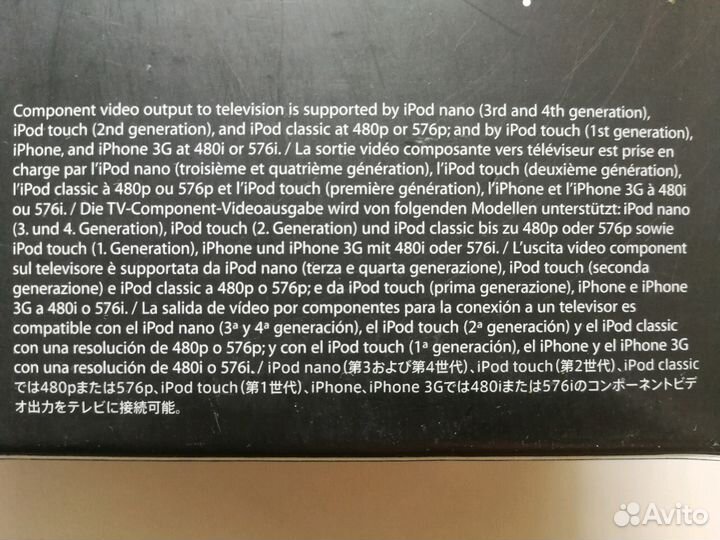 Component video output to television is supported by iPod nano (3rd and 4th generation),
iPod touch (2nd generation), and iPod classic at 480p or 576p; and by iPod touch (1st generation),
iPhone, and iPhone 3G at 480i or 576i. / La sortie vidéo composante vers téléviseur est prise en
charge par l'iPod nano (troisième et quatrième génération), l'iPod touch (deuxième génération),
l'iPod classic à 480p ou 576p et l'iPod touch (première génération), l'iPhone et l'iPhone 3G à 480i
ou 576i. / Die TV-Component-Videoausgabe wird von folgenden Modellen unterstützt: iPod nano
(3. und 4. Generation), iPod touch (2. Generation) und iPod classic bis zu 480p oder 576p sowie
iPod touch (1. Generation), iPhone und iPhone 3G mit 480i oder 576i. / L'uscita video component
sul televisore è supportata da iPod nano (terza e quarta generazione), iPod touch (seconda
generazione) e iPod classic a 480p o 576p; e da iPod touch (prima generazione), iPhone e iPhone
3G a 480i o 576i. / La salida de vídeo por componentes para la conexión a un televisor es
compatible con el iPod nano (3ª y 4ª generación), el iPod touch (2ª generación) y el iPod classic
con una resolución de 480p o 576p; y con el iPod touch (1ª generación), el iPhone y el iPhone 3G
con una resolución de 480i o 576i. / iPod nano（第3および第4世代）、iPod touch（第2世代）、iPod classic
では480pまたは576p、iPod touch（第1世代）、iPhone、iPhone 3Gでは480iまたは576iのコンポーネントビデ
オ出力をテレビに接続可能。
Avito